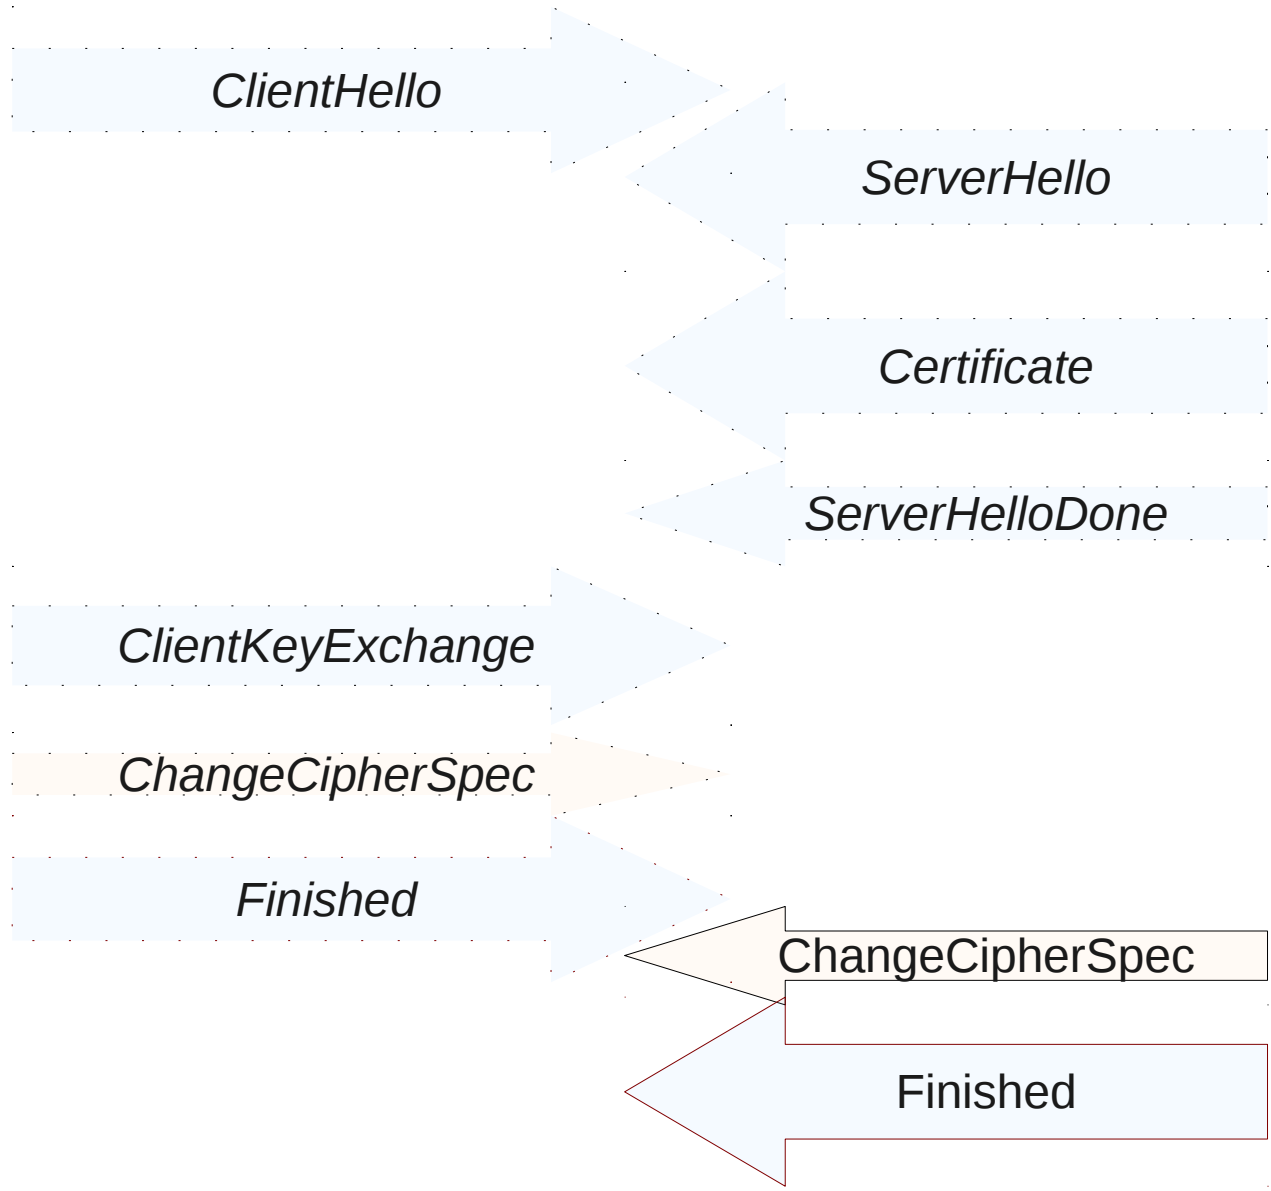 ClientHello
ServerHello
Certificate
ServerHelloDone
ClientKeyExchange
ChangeCipherSpec
Finished
ChangeCipherSpec
Finished